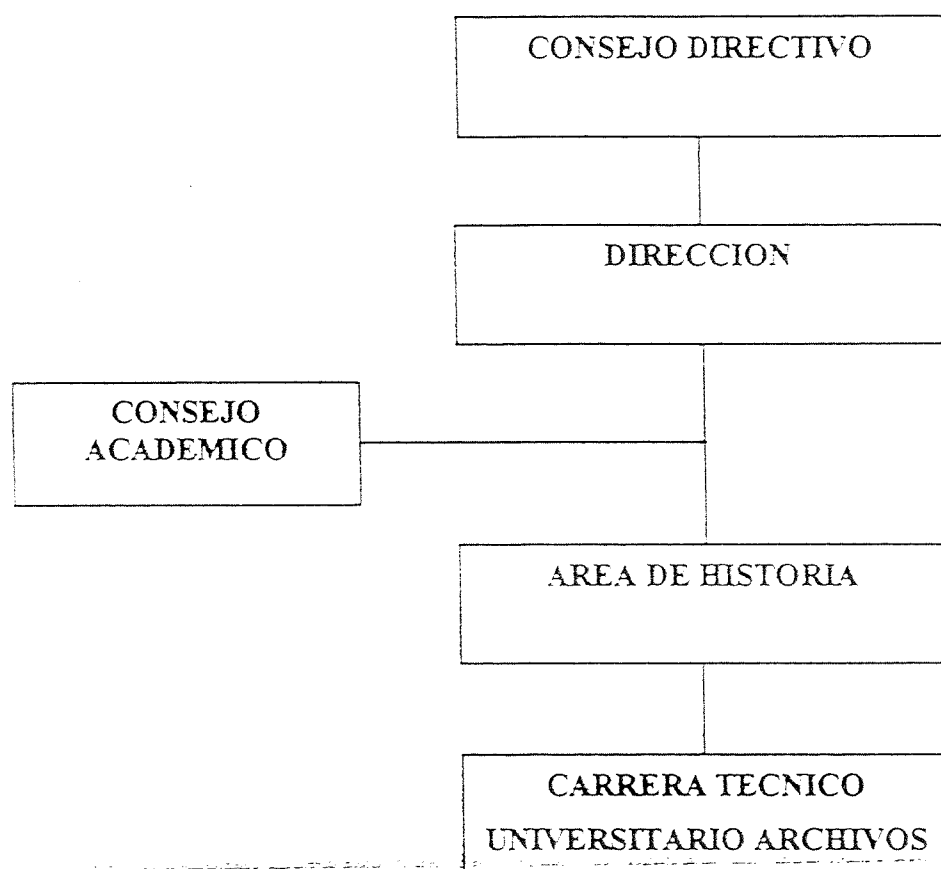 CONSEJO DIRECTIVO
DIRECCION
CONSEJO
ACADEMICO
AREA DE HISTORIA
CARRERA TECNICO
UNIVERSITARIO ARCHIVOS